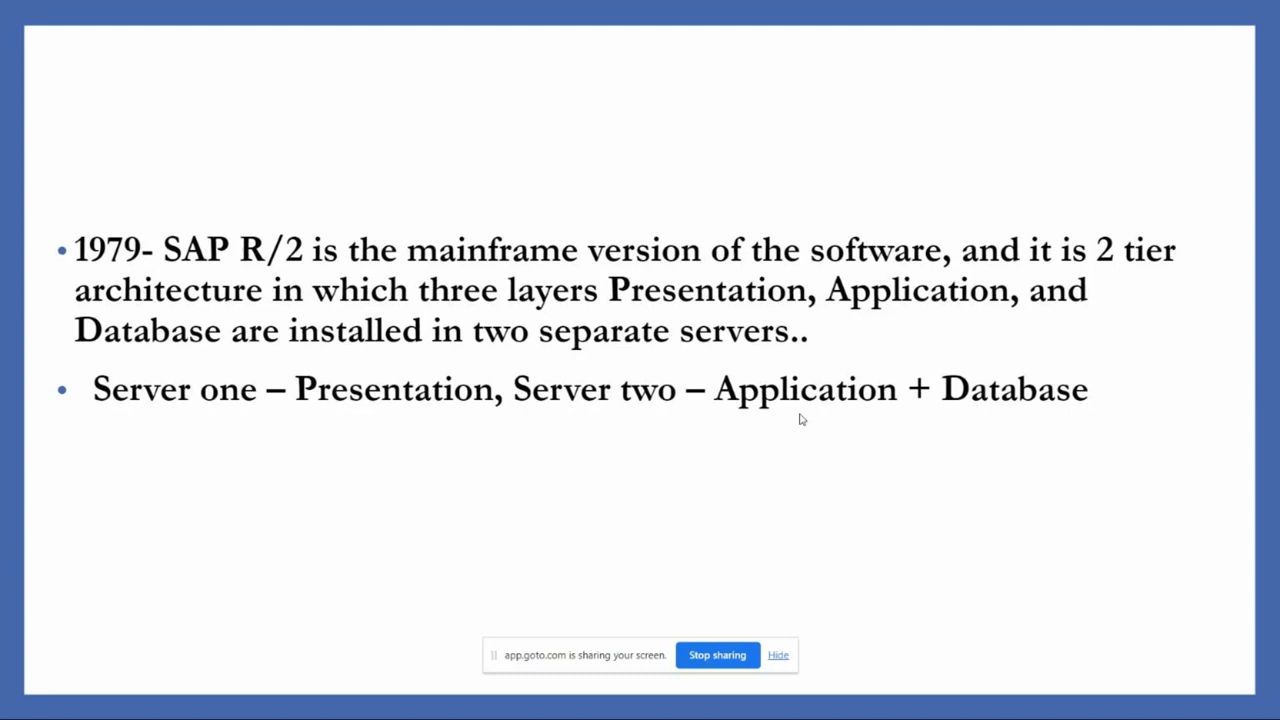 • 1979- SAP R/2 is the mainframe version of the software, and it is 2 tier
architecture in which three layers Presentation, Application, and
Database are installed in two separate servers..
• Server one – Presentation, Server two – Application + Database
app.goto.com is sharing your screen. Stop sharing Hide